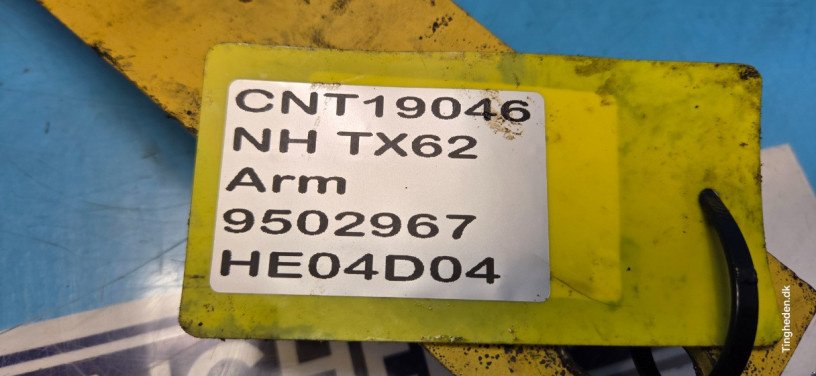 CNT19046
NH TX62
Arm
9502967
HE04D04
Tingheden.dk